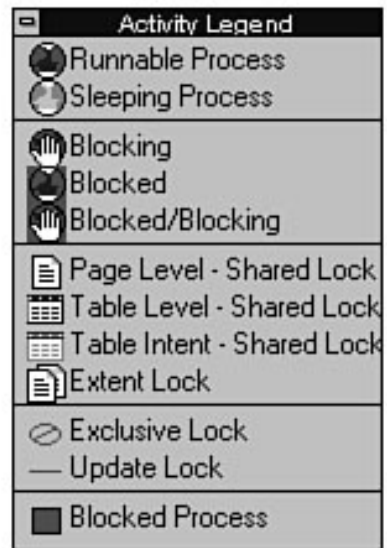 Activity Legend
Runnable Process
Sleeping Process
Blocking
Blocked
Blocked/Blocking
Page Level - Shared Lock
Table Level - Shared Lock
Table Intent - Shared Lock
Extent Lock
Exclusive Lock
Update Lock
Blocked Process